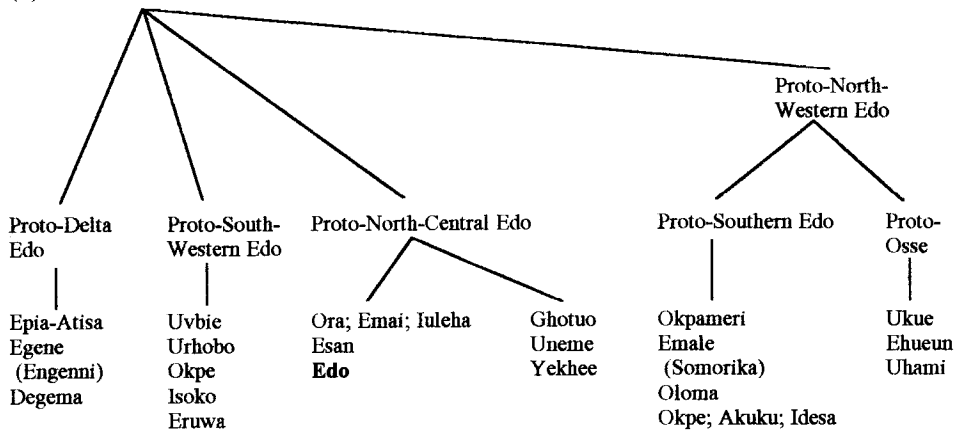 Proto-North-
Western Edo
Proto-Delta
Edo
Proto-South-
Western Edo
Proto-North-Central Edo
Proto-Southern Edo
Proto-
Osse
Epia-Atisa
Egene
(Engenni)
Degema
Uvbie
Urhobo
Okpe
Isoko
Eruwa
Ora; Emai; Iuleha
Esan
Edo
Ghotuo
Uneme
Yekhee
Okpameri
Emale
(Somorika)
Oloma
Okpe; Akuku; Idesa
Ukue
Ehueun
Uhami